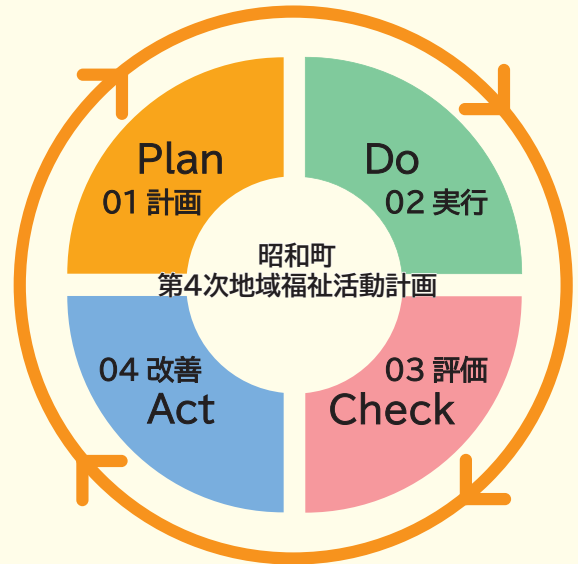 Plan
01 計画
Do
02 実行
昭和町
第4次地域福祉活動計画
03 評価
Check
04 改善
Act